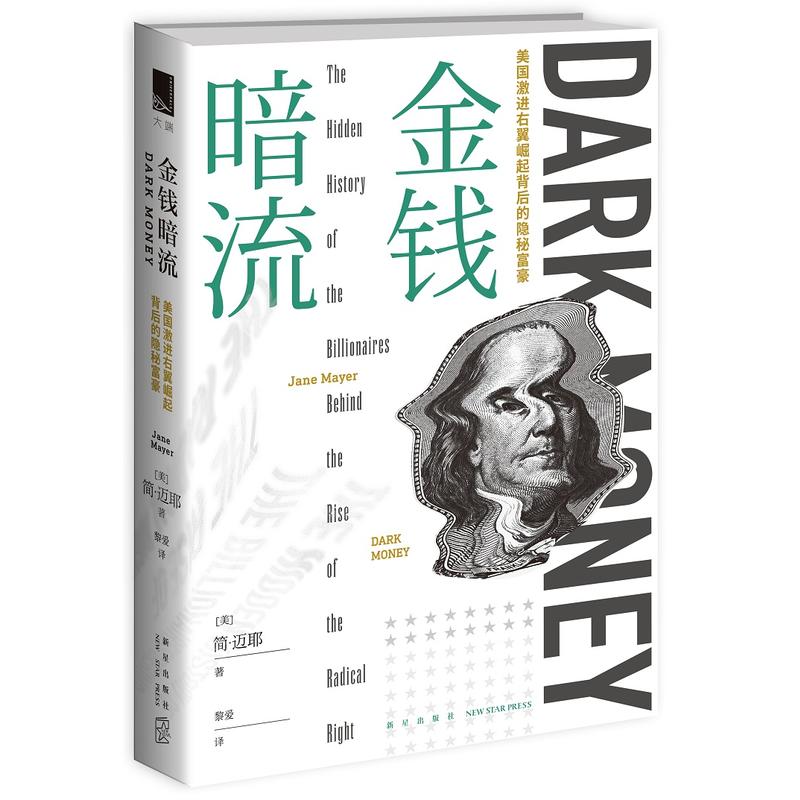 大端
金钱暗流
DARK MONEY
美国激进右翼崛起
背后的隐秘富豪
Jane
Mayer
[美]
简·迈耶
著
黎爱
译
新星出版社
NEW STAR PRESS
金钱
暗流
美国激进右翼崛起背后的隐秘富豪
DARK MONEY
The
Hidden
History
of
the
Billionaires
Behind
the
Rise
of
the
Radical
Right
Jane Mayer
DARK
MONEY
[美]
简·迈耶
著
黎爱
译
新星出版社 NEW STAR PRESS